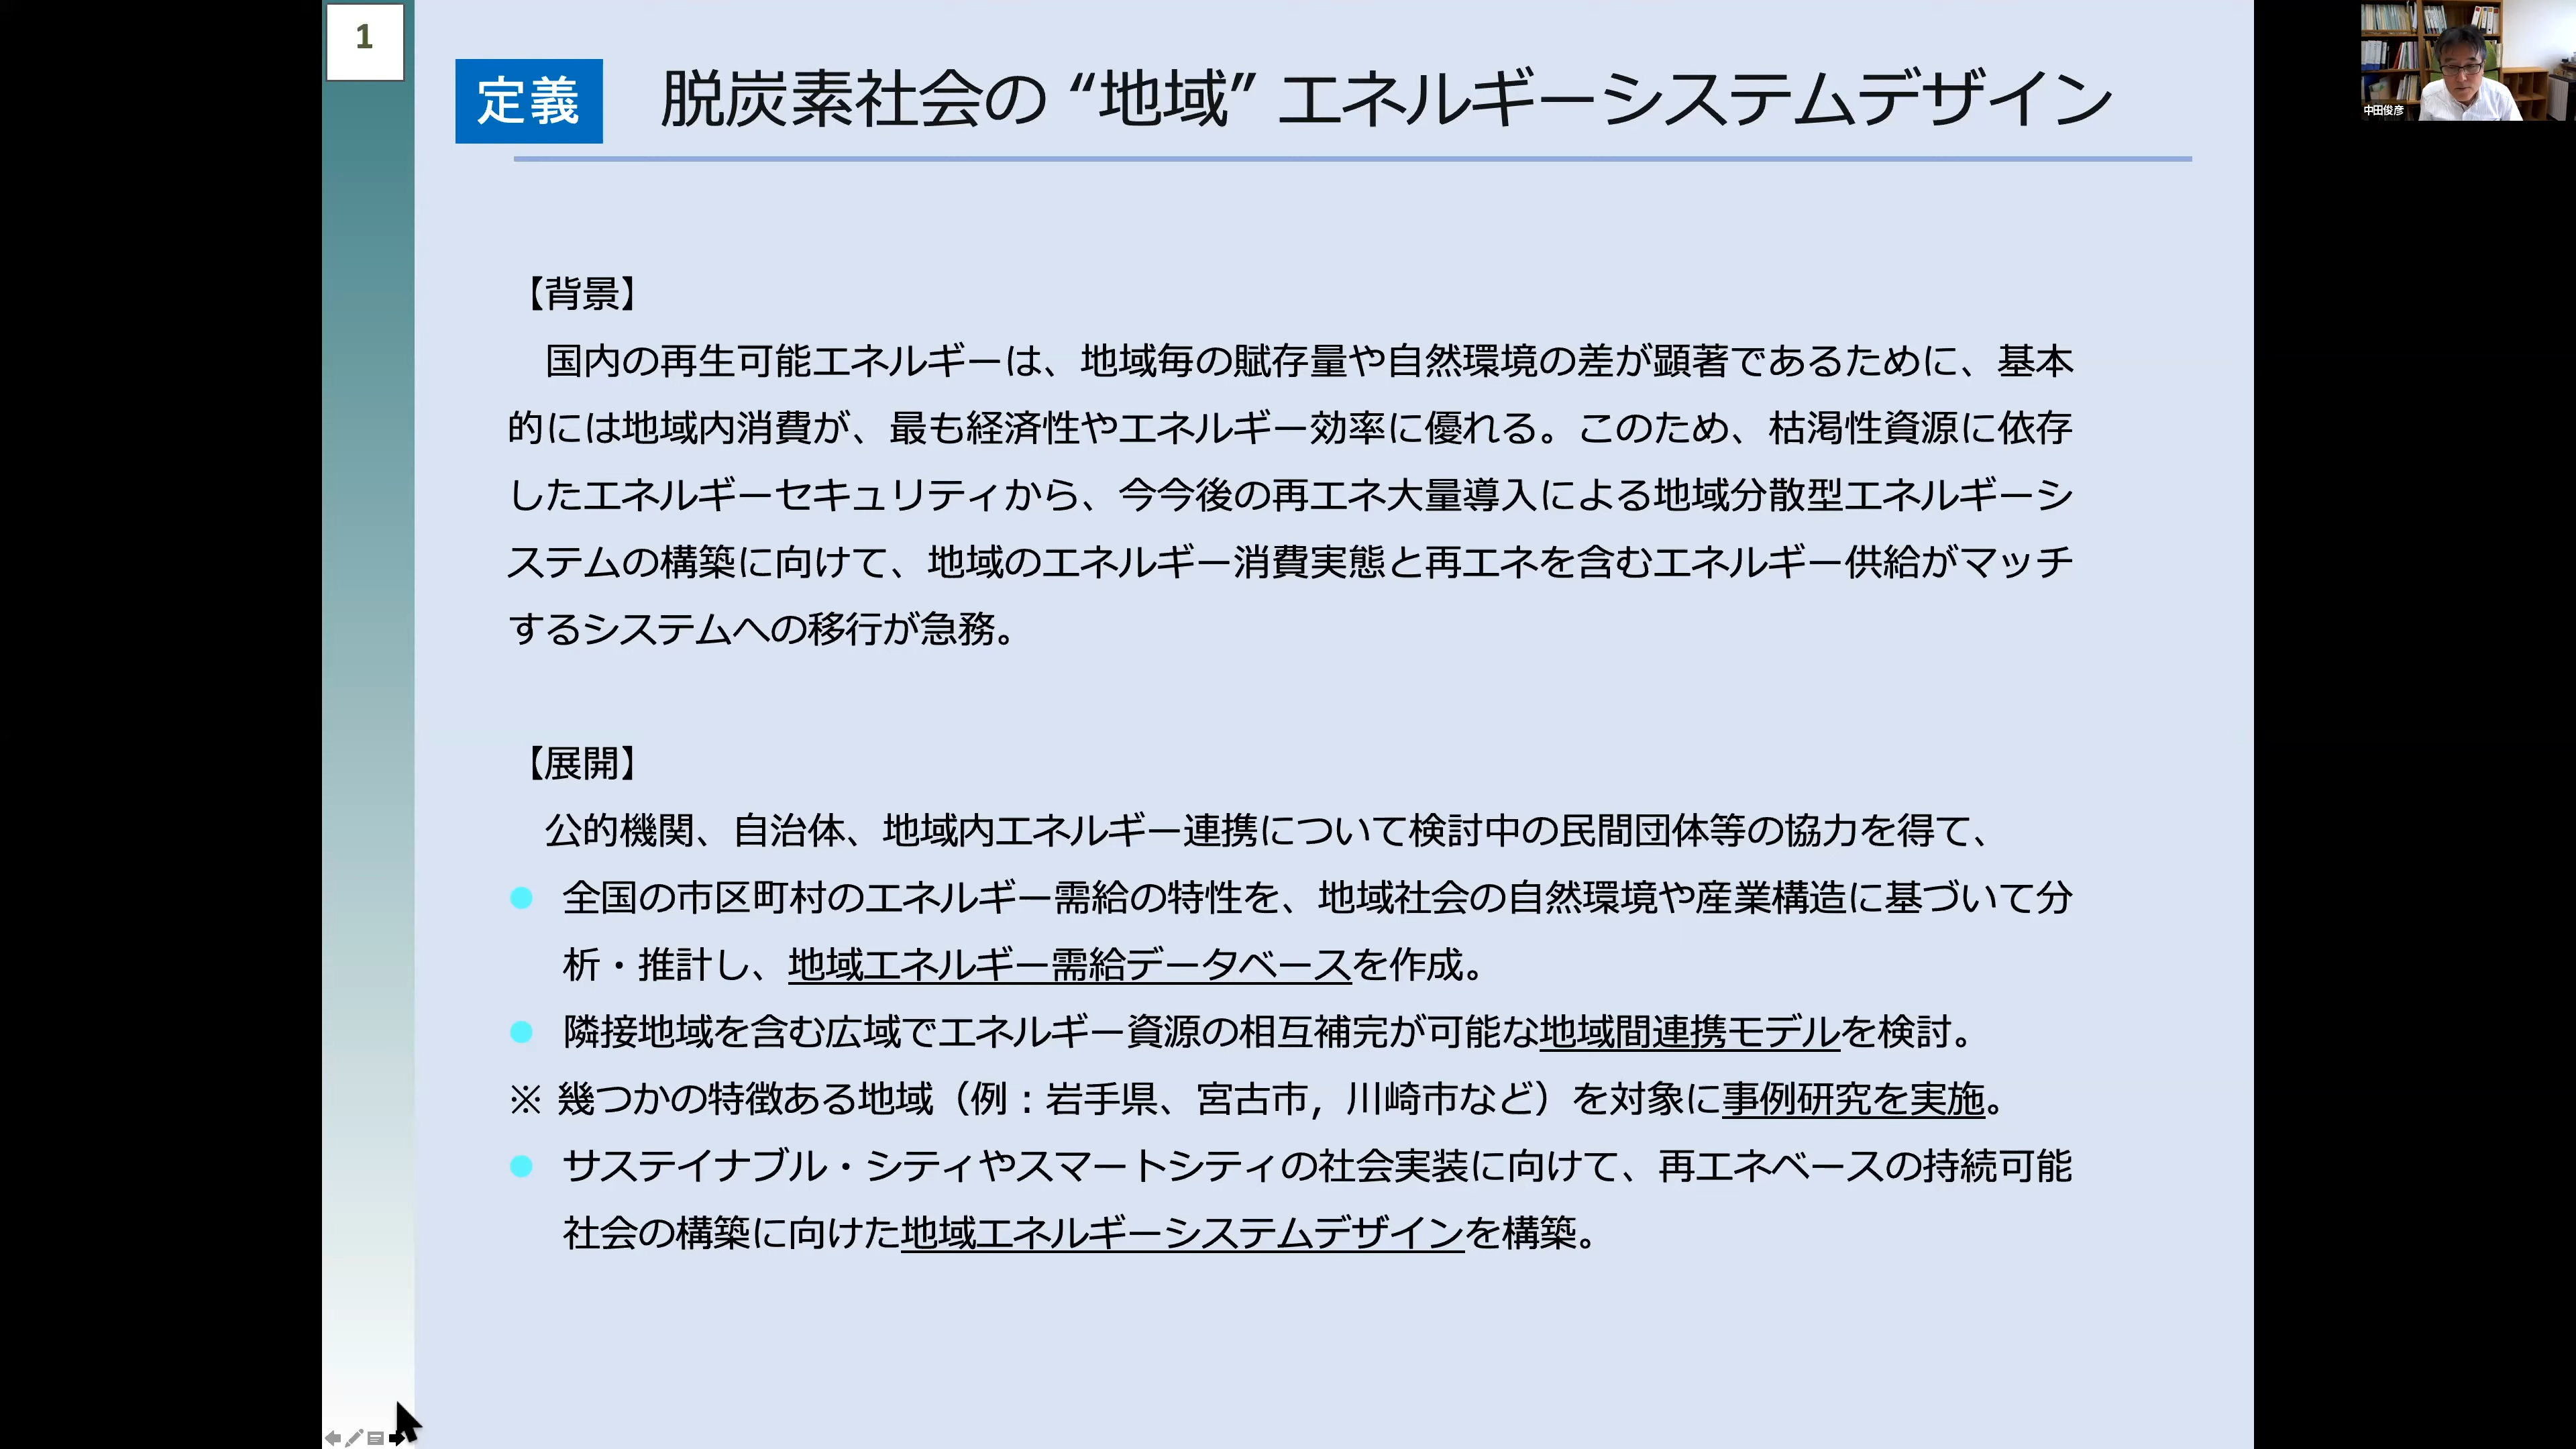 1
定義
脱炭素社会の “地域” エネルギーシステムデザイン
中田俊彦
【背景】
国内の再生可能エネルギーは、地域毎の賦存量や自然環境の差が顕著であるために、基本
的には地域内消費が、最も経済性やエネルギー効率に優れる。このため、枯渇性資源に依存
したエネルギーセキュリティから、今今後の再エネ大量導入による地域分散型エネルギーシ
ステムの構築に向けて、地域のエネルギー消費実態と再エネを含むエネルギー供給がマッチ
するシステムへの移行が急務。
【展開】
公的機関、自治体、地域内エネルギー連携について検討中の民間団体等の協力を得て、
● 全国の市区町村のエネルギー需給の特性を、地域社会の自然環境や産業構造に基づいて分
析・推計し、地域エネルギー需給データベースを作成。
● 隣接地域を含む広域でエネルギー資源の相互補完が可能な地域間連携モデルを検討。
※ 幾つかの特徴ある地域（例：岩手県、宮古市，川崎市など）を対象に事例研究を実施。
● サステイナブル・シティやスマートシティの社会実装に向けて、再エネベースの持続可能
社会の構築に向けた地域エネルギーシステムデザインを構築。